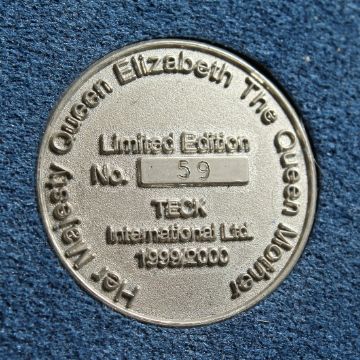 Her Majesty Queen Elizabeth The Queen Mother
Limited Edition
No. 59
TECK
International Ltd.
1999/2000